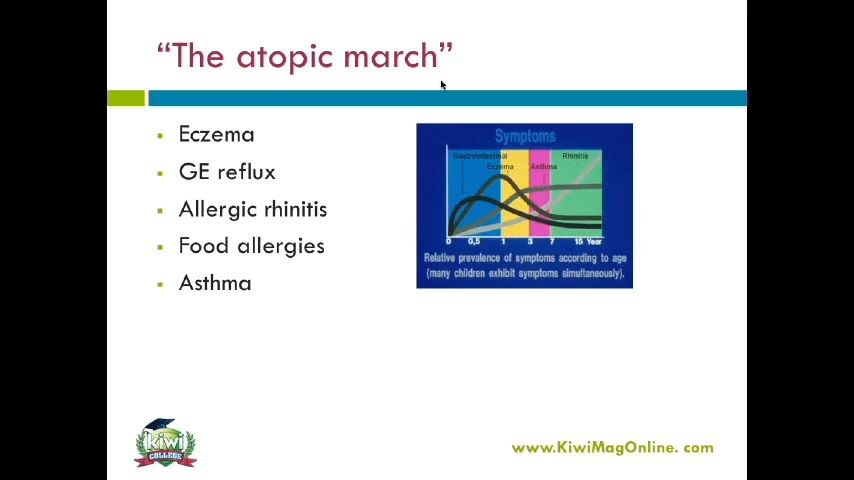 “The atopic march”
Eczema
GE reflux
Allergic rhinitis
Food allergies
Asthma
Symptoms
Gastrointestinal
Rhinitis
Eczema
Asthma
0 0,5 1 3 7 15 Year
Relative prevalence of symptoms according to age
(many children exhibit symptoms simultaneously).
kiwi
COLLEGE
www.KiwiMagOnline. com